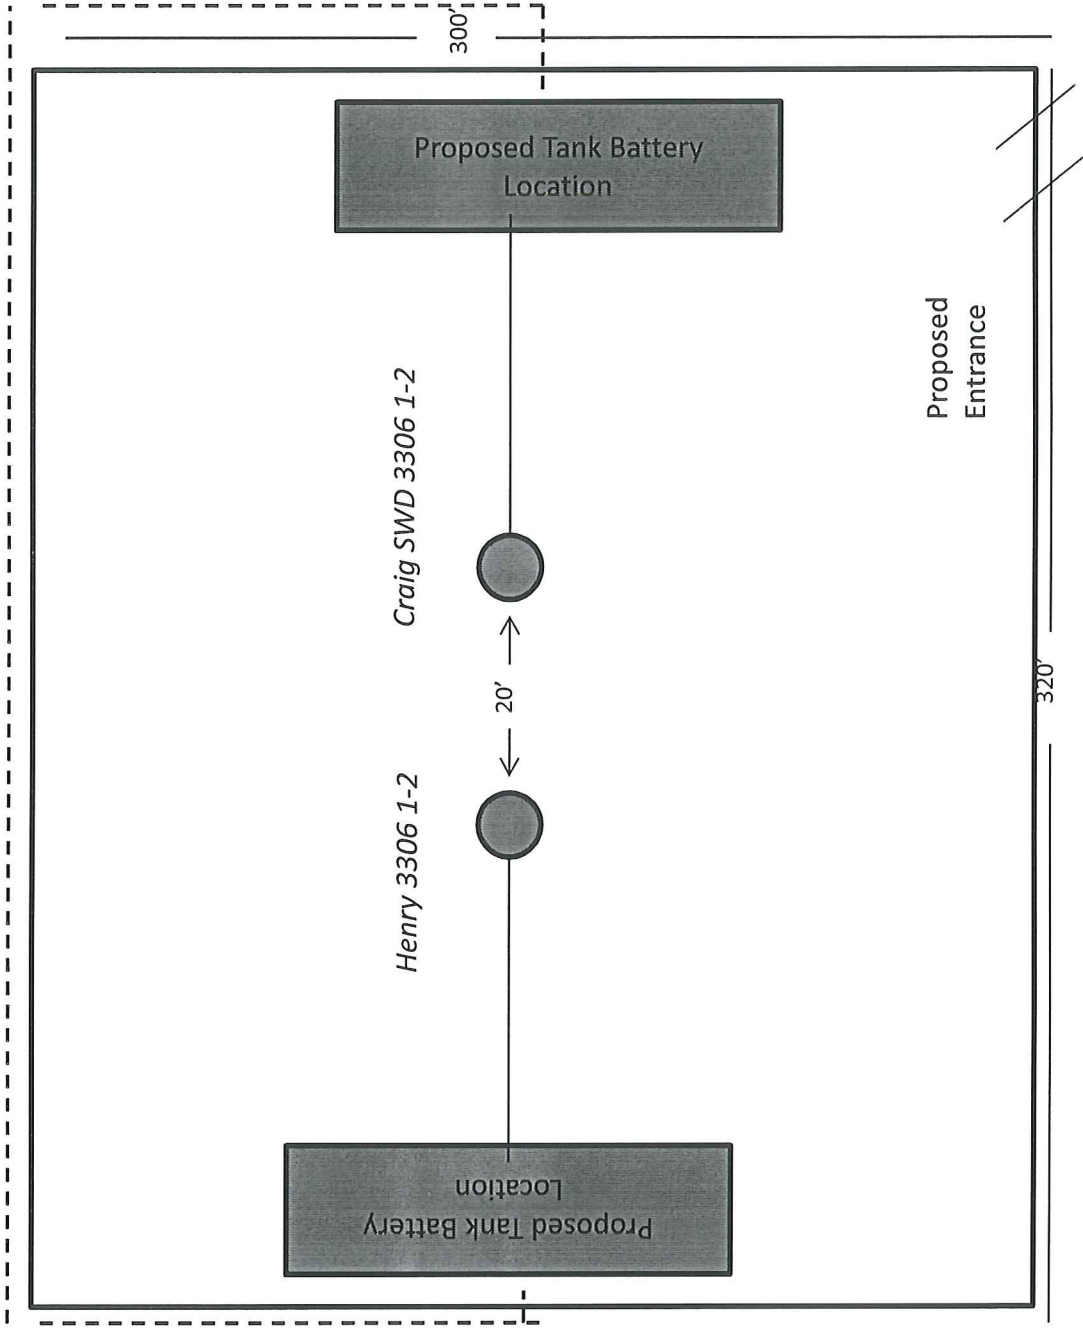 300'
Proposed Tank Battery
Location
Craig SWD 3306 1-2
Proposed
Entrance
20'
320'
Henry 3306 1-2
Proposed Tank Battery
Location